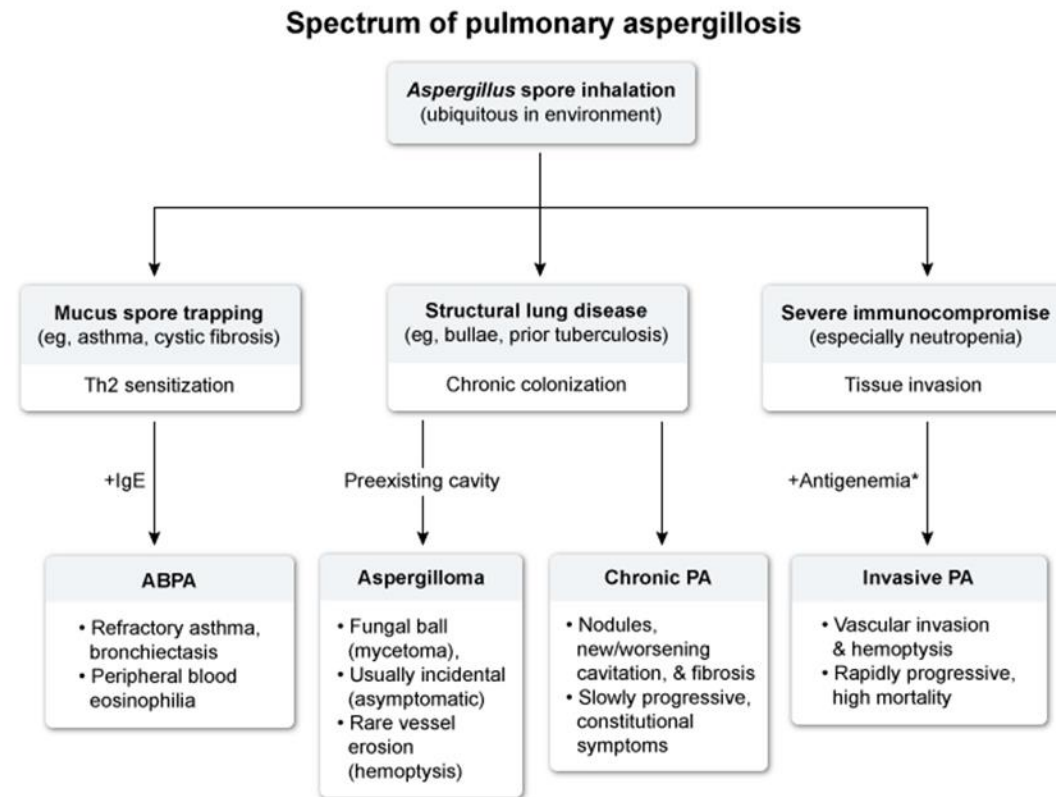 Spectrum of pulmonary aspergillosis
Aspergillus spore inhalation
(ubiquitous in environment)
Mucus spore trapping
(eg, asthma, cystic fibrosis)
Th2 sensitization
Structural lung disease
(eg, bullae, prior tuberculosis)
Chronic colonization
Severe immunocompromise
(especially neutropenia)
Tissue invasion
+IgE
Preexisting cavity
+Antigenemia*
ABPA
• Refractory asthma,
bronchiectasis
• Peripheral blood
eosinophilia
Aspergilloma
• Fungal ball
(mycetoma),
• Usually incidental
(asymptomatic)
• Rare vessel
erosion
(hemoptysis)
Chronic PA
• Nodules,
new/worsening
cavitation, & fibrosis
• Slowly progressive,
constitutional
symptoms
Invasive PA
• Vascular invasion
& hemoptysis
• Rapidly progressive,
high mortality